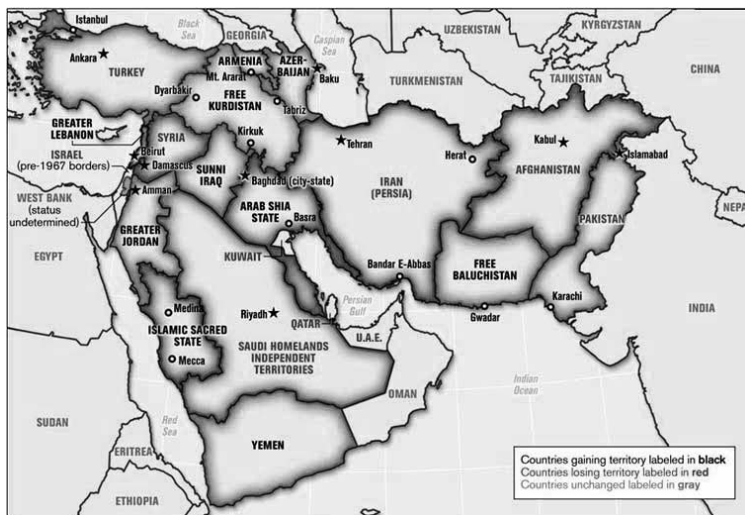 Istanbul
Black
Sea
GEORGIA
Caspian
Sea
UZBEKISTAN
KYRGYZSTAN
Ankara
TURKEY
ARMENIA
Mt. Ararat
AZER-
BAIJAN
Baku
TURKMENISTAN
TAJIKISTAN
CHINA
Dyarbakir
FREE
KURDISTAN
Tabriz
GREATER
LEBANON
SYRIA
Kirkuk
Tehran
Herat
Kabul
Islamabad
ISRAEL
(pre-1967 borders)
Beirut
Damascus
SUNNI
IRAQ
Baghdad (city-state)
IRAN
(PERSIA)
AFGHANISTAN
WEST BANK
(status
undetermined)
Amman
ARAB SHIA
STATE
Basra
PAKISTAN
NEPA
GREATER
JORDAN
EGYPT
KUWAIT
Bandar E-Abbas
FREE
BALUCHISTAN
Karachi
INDIA
Medina
ISLAMIC SACRED
STATE
Mecca
Riyadh
Persian
Gulf
QATAR
U.A.E.
Gwadar
SAUDI HOMELANDS
INDEPENDENT
TERRITORIES
OMAN
Indian
Ocean
SUDAN
Red
Sea
YEMEN
ERITREA
ETHIOPIA
Countries gaining territory labeled in black
Countries losing territory labeled in red
Countries unchanged labeled in gray